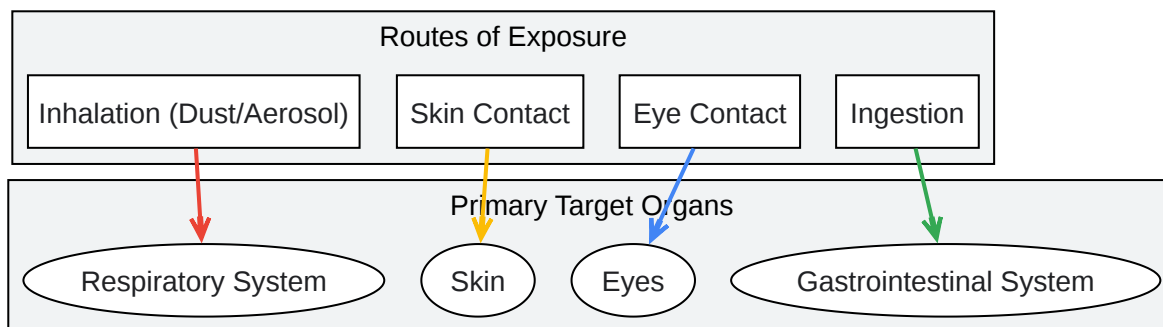 Routes of Exposure
Inhalation (Dust/Aerosol)
Skin Contact
Eye Contact
Ingestion
Primary Target Organs
Respiratory System
Skin
Eyes
Gastrointestinal System